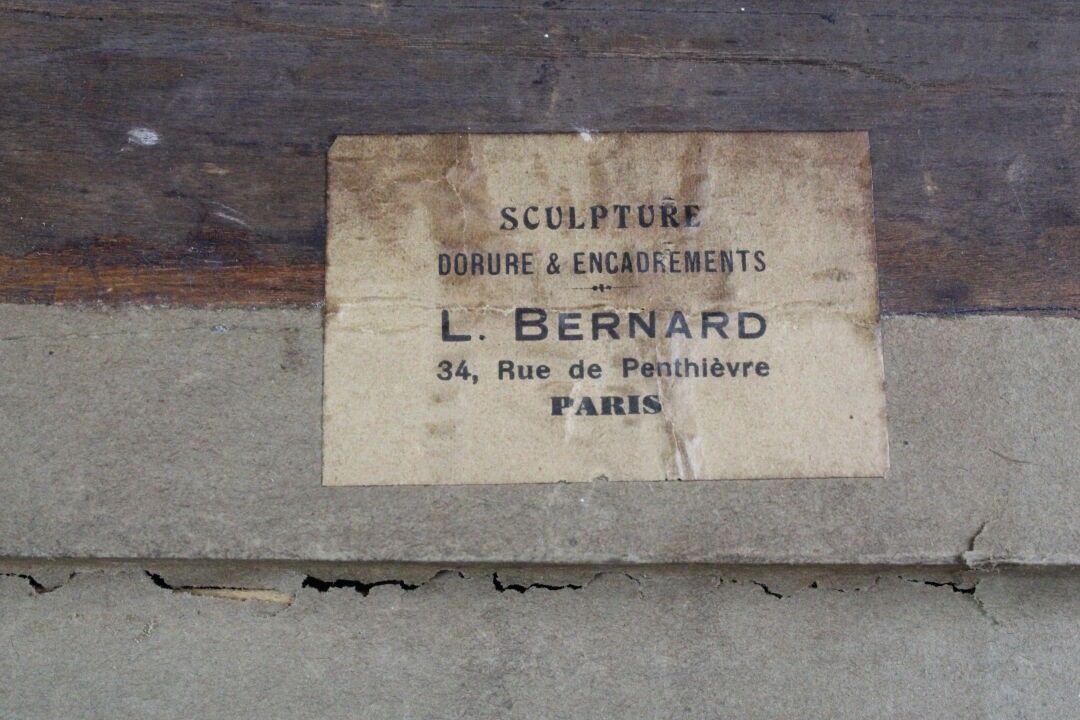 SCULPTURE
DORURE & ENCADREMENTS
L. BERNARD
34, Rue de Penthièvre
PARIS